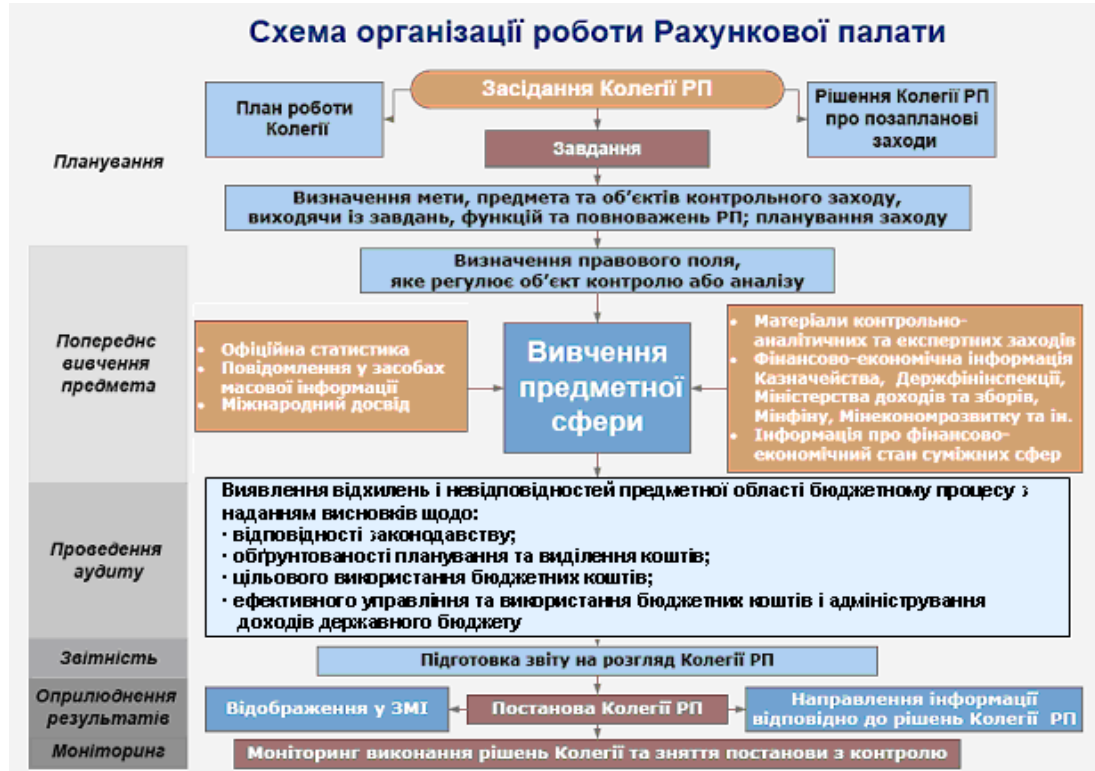 Схема організації роботи Рахункової палати
Засідання Колегії РП
План роботи
Колегії
Рішення Колегії РП
про позапланові
заходи
Завдання
Планування
Визначення мети, предмета та об’єктів контрольного заходу,
виходячи із завдань, функцій та повноважень РП; планування заходу
Визначення правового поля,
яке регулює об’єкт контролю або аналізу
Попереднє
вивчення
предмета
• Офіційна статистика
• Повідомлення у засобах
масової інформації
• Міжнародний досвід
Вивчення
предметної
сфери
• Матеріали контрольно-
аналітичних та експертних заходів
• Фінансово-економічна інформація
Казначейства, Держфінінспекції,
Міністерства доходів та зборів,
Мінфіну, Мінекономрозвитку та ін.
• Інформація про фінансово-
економічний стан суміжних сфер
Проведення
аудиту
Виявлення відхилень і невідповідностей предметної області бюджетному процесу з
наданням висновків щодо:
· відповідності законодавству;
· обґрунтованості планування та виділення коштів;
· цільового використання бюджетних коштів;
· ефективного управління та використання бюджетних коштів і адміністрування
доходів державного бюджету
Звітність
Підготовка звіту на розгляд Колегії РП
Оприлюднення
результатів
Відображення у ЗМІ
Постанова Колегії РП
Направлення інформації
відповідно до рішень Колегії РП
Моніторинг
Моніторинг виконання рішень Колегії та зняття постанови з контролю